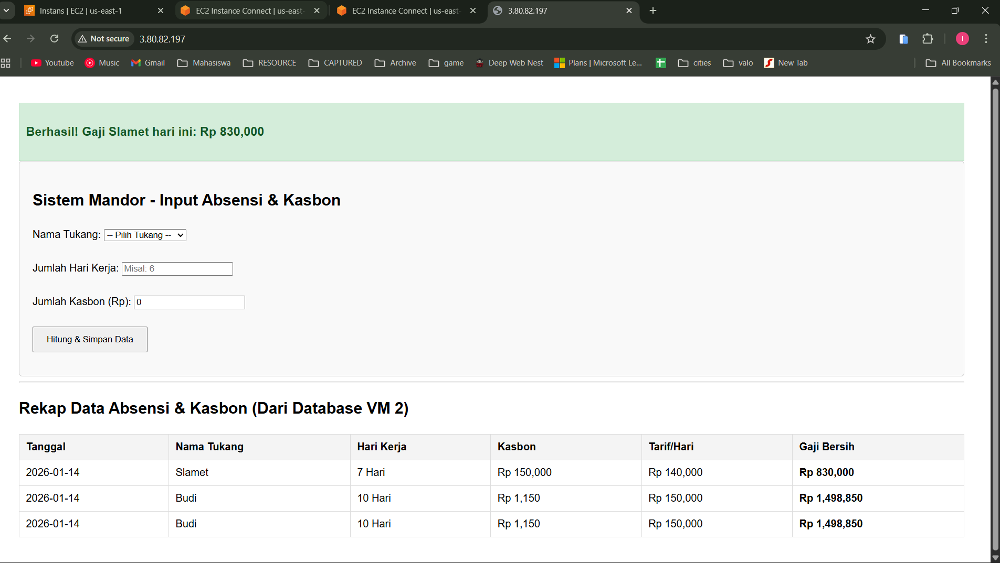 Instans | EC2 | us-east-1
EC2 Instance Connect | us-east-
EC2 Instance Connect | us-east-
3.80.82.197
Not secure
3.80.82.197
I
Youtube
Music
Gmail
Mahasiswa
RESOURCE
CAPTURED
Archive
game
Deep Web Nest
Plans | Microsoft Le...
cities
valo
New Tab
All Bookmarks
Berhasil! Gaji Slamet hari ini: Rp 830,000
Sistem Mandor - Input Absensi & Kasbon
Nama Tukang: -- Pilih Tukang --
Jumlah Hari Kerja: Misal: 6
Jumlah Kasbon (Rp): 0
Hitung & Simpan Data
Rekap Data Absensi & Kasbon (Dari Database VM 2)
Tanggal Nama Tukang Hari Kerja Kasbon Tarif/Hari Gaji Bersih
2026-01-14 Slamet 7 Hari Rp 150,000 Rp 140,000 Rp 830,000
2026-01-14 Budi 10 Hari Rp 1,150 Rp 150,000 Rp 1,498,850
2026-01-14 Budi 10 Hari Rp 1,150 Rp 150,000 Rp 1,498,850